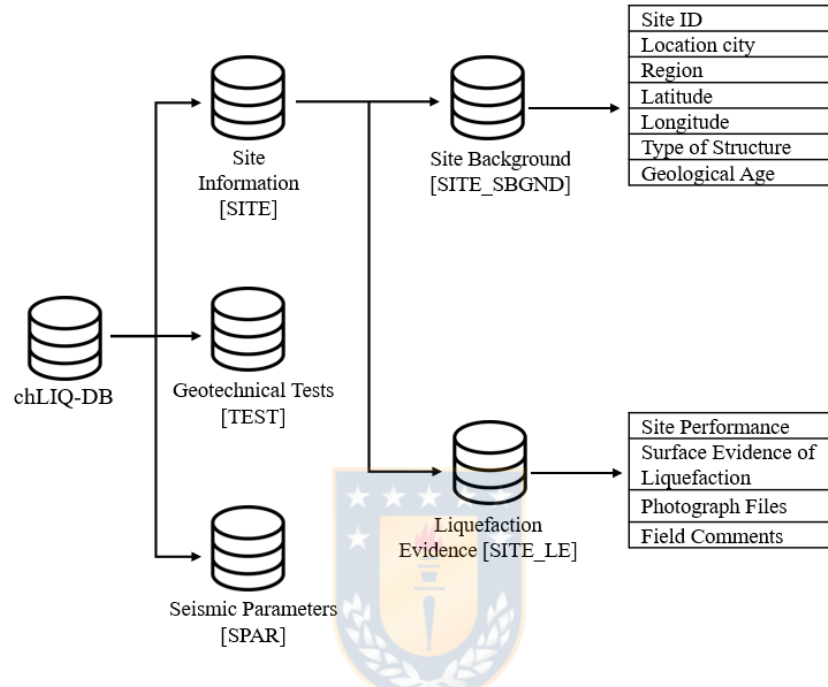 Site ID
Location city
Region
Latitude
Longitude
Type of Structure
Geological Age
Site
Information
[SITE]
Site Background
[SITE_SBGND]
chLIQ-DB
Geotechnical Tests
[TEST]
Site Performance
Surface Evidence of
Liquefaction
Photograph Files
Field Comments
Liquefaction
Evidence [SITE_LE]
Seismic Parameters
[SPAR]